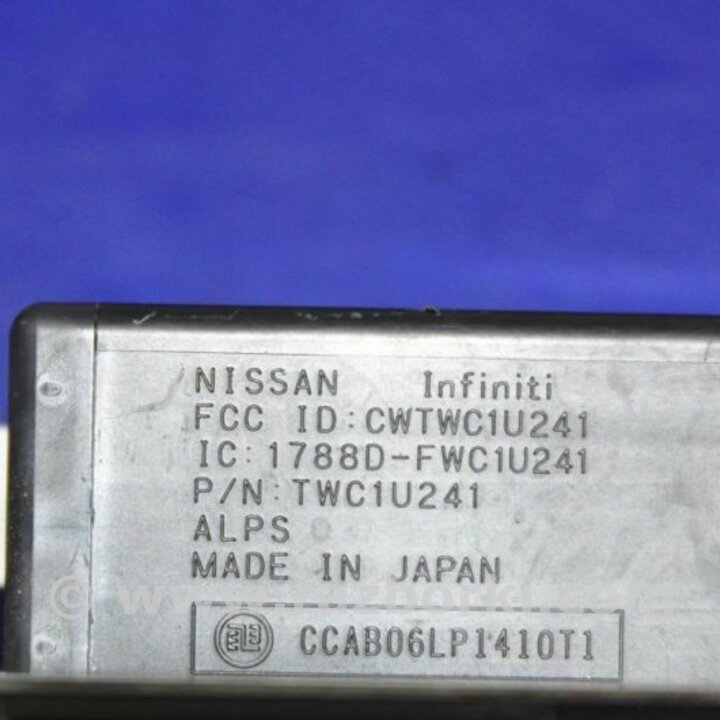 NISSAN Infiniti
FCC ID:CWTWC1U241
IC:1788D-FWC1U241
P/N:TWC1U241
ALPS
MADE IN JAPAN
CCAB06LP1410T1